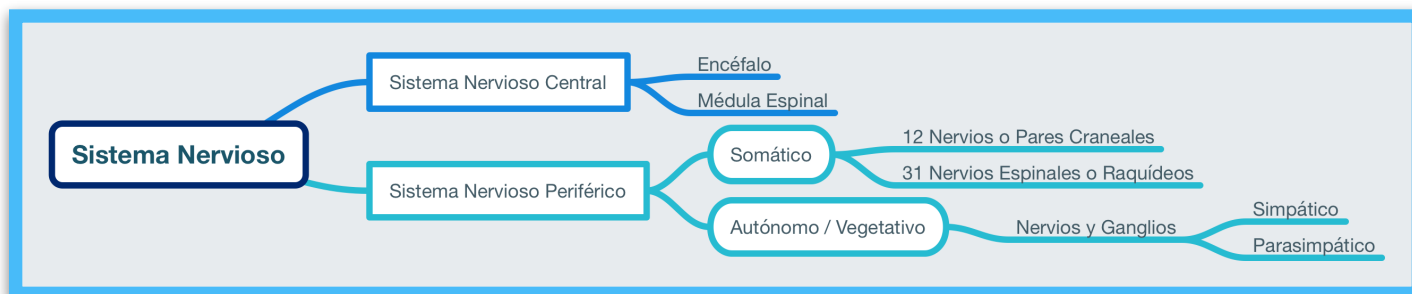 Sistema Nervioso
Sistema Nervioso Central
Encéfalo
Médula Espinal
Sistema Nervioso Periférico
Somático
12 Nervios o Pares Craneales
31 Nervios Espinales o Raquídeos
Autónomo / Vegetativo
Nervios y Ganglios
Simpático
Parasimpático